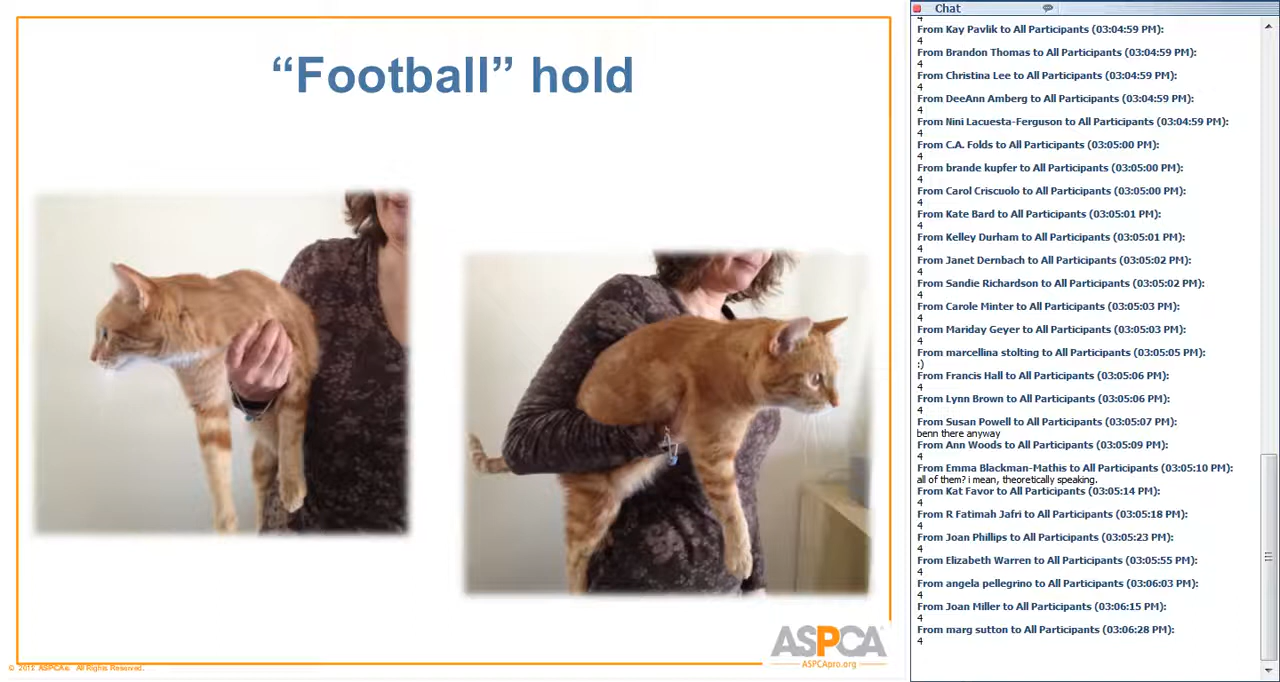 “Football” hold
ASPCA®
ASPCApro.org
© 2011 ASPCA®. All Rights Reserved.
Chat
4
From Kay Pavlik to All Participants (03:04:59 PM):
4
From Brandon Thomas to All Participants (03:04:59 PM):
4
From Christina Lee to All Participants (03:04:59 PM):
4
From DeeAnn Amberg to All Participants (03:04:59 PM):
4
From Nini Lacuesta-Ferguson to All Participants (03:04:59 PM):
4
From C.A. Folds to All Participants (03:05:00 PM):
4
From brande kupfer to All Participants (03:05:00 PM):
4
From Carol Criscuolo to All Participants (03:05:00 PM):
4
From Kate Bard to All Participants (03:05:01 PM):
4
From Kelley Durham to All Participants (03:05:01 PM):
4
From Janet Dernbach to All Participants (03:05:02 PM):
4
From Sandie Richardson to All Participants (03:05:02 PM):
4
From Carole Minter to All Participants (03:05:03 PM):
4
From Mariday Geyer to All Participants (03:05:03 PM):
4
From marcellina stolting to All Participants (03:05:05 PM):
:)
From Francis Hall to All Participants (03:05:06 PM):
4
From Lynn Brown to All Participants (03:05:06 PM):
4
From Susan Powell to All Participants (03:05:07 PM):
benn there anyway
From Ann Woods to All Participants (03:05:09 PM):
4
From Emma Blackman-Mathis to All Participants (03:05:10 PM):
all of them? i mean, theoretically speaking.
From Kat Favor to All Participants (03:05:14 PM):
4
From R Fatimah Jafri to All Participants (03:05:18 PM):
4
From Joan Phillips to All Participants (03:05:23 PM):
4
From Elizabeth Warren to All Participants (03:05:55 PM):
4
From angela pellegrino to All Participants (03:06:03 PM):
4
From Joan Miller to All Participants (03:06:15 PM):
4
From marg sutton to All Participants (03:06:28 PM):
4